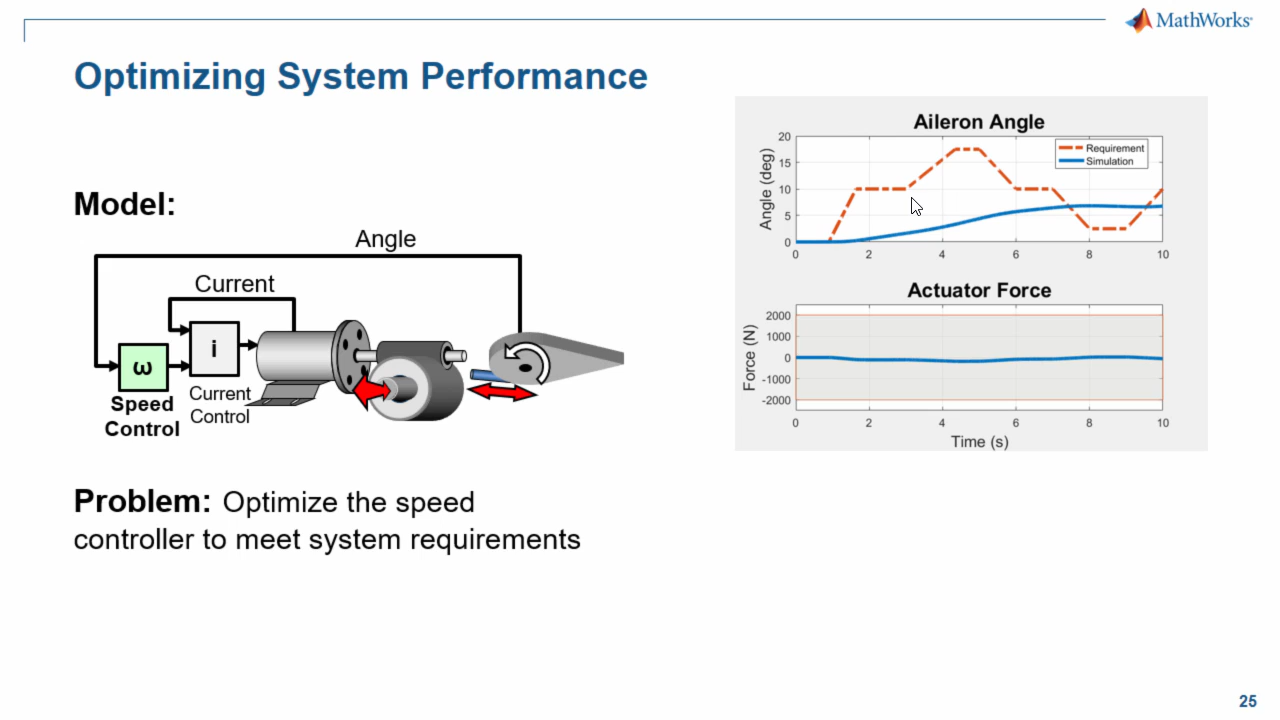 MathWorks
Optimizing System Performance
Model:
Angle
Current
ω
i
Speed
Control
Current
Control
Problem: Optimize the speed
controller to meet system requirements
Aileron Angle
Requirement
Simulation
Angle (deg)
20
15
10
5
0
0 2 4 6 8 10
Actuator Force
Force (N)
2000
1000
0
-1000
-2000
0 2 4 6 8 10
Time (s)
25